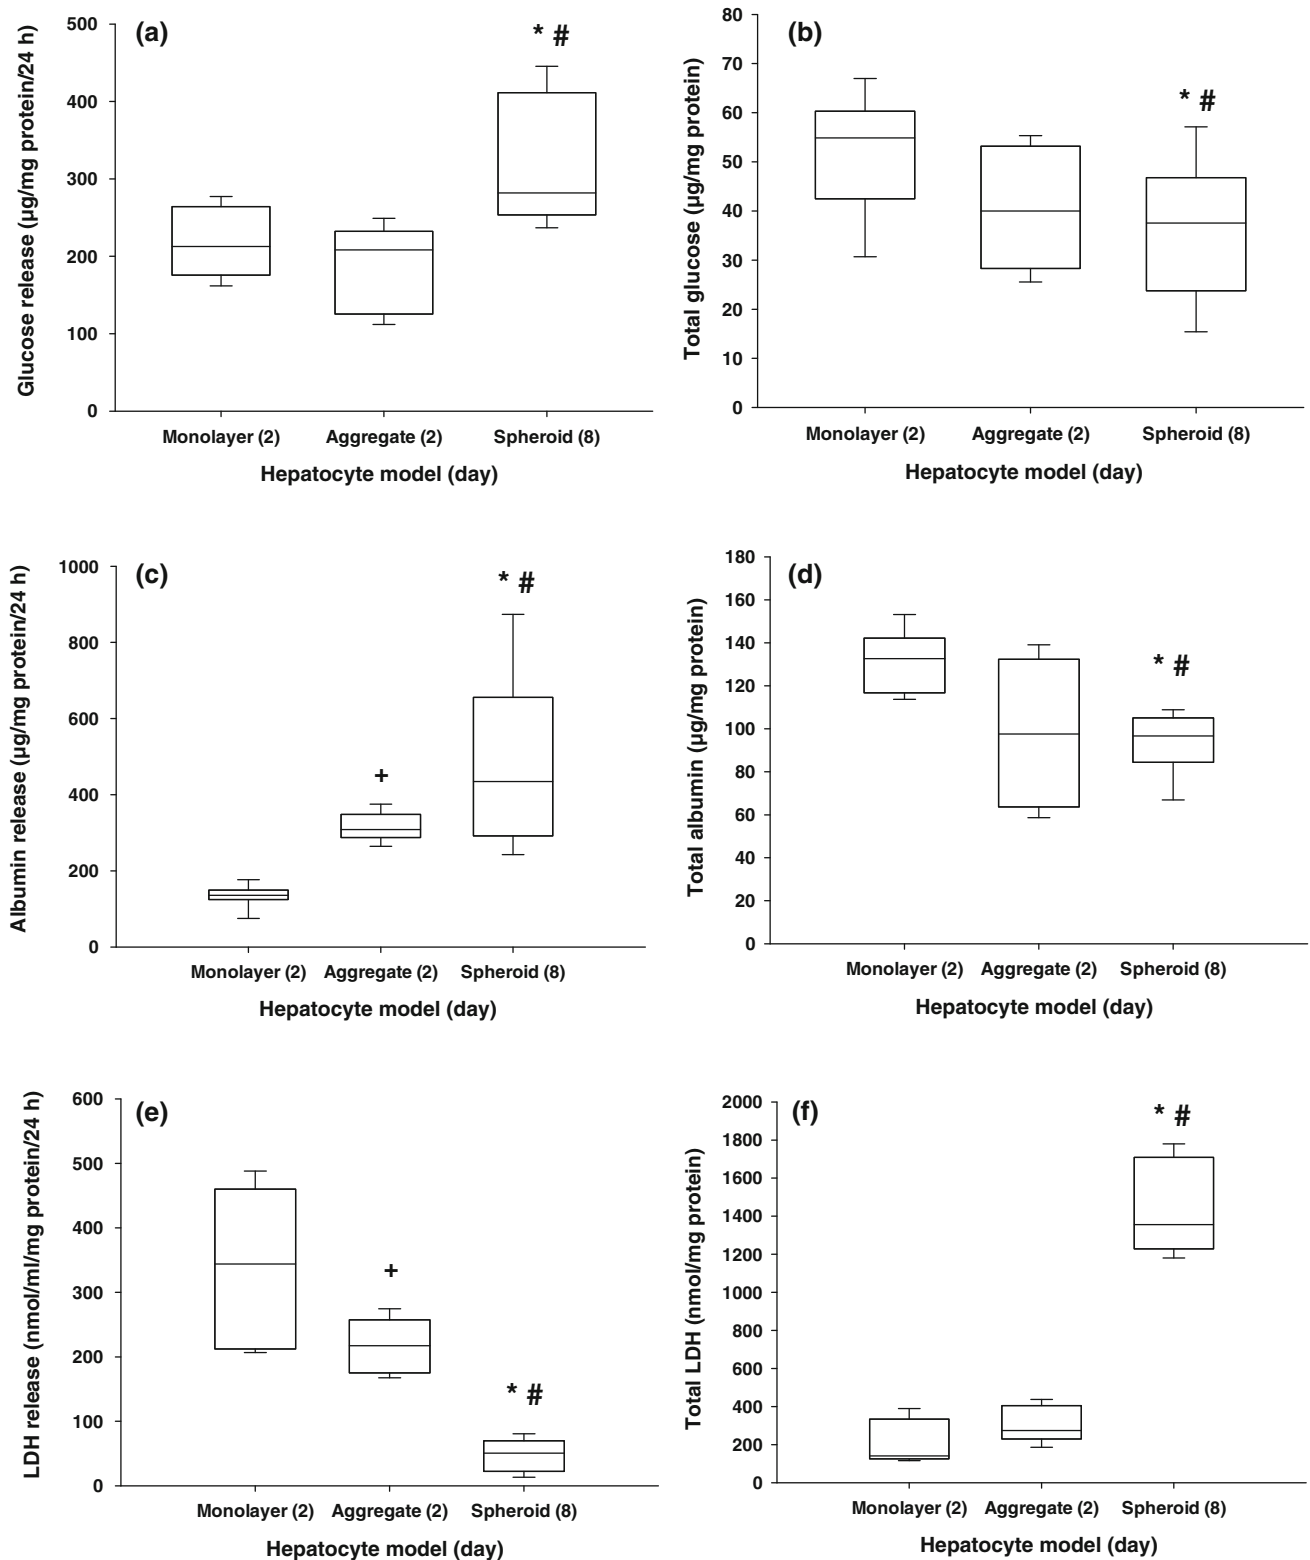 (a)
* #
Glucose release (µg/mg protein/24 h)
500
400
300
200
100
0
Monolayer (2) Aggregate (2) Spheroid (8)
Hepatocyte model (day)
(b)
* #
Total glucose (µg/mg protein)
80
70
60
50
40
30
20
10
0
Monolayer (2) Aggregate (2) Spheroid (8)
Hepatocyte model (day)
(c)
* #
+
Albumin release (µg/mg protein/24 h)
1000
800
600
400
200
0
Monolayer (2) Aggregate (2) Spheroid (8)
Hepatocyte model (day)
(d)
* #
Total albumin (µg/mg protein)
180
160
140
120
100
80
60
40
20
0
Monolayer (2) Aggregate (2) Spheroid (8)
Hepatocyte model (day)
(e)
+
* #
LDH release (nmol/ml/mg protein/24 h)
600
500
400
300
200
100
0
Monolayer (2) Aggregate (2) Spheroid (8)
Hepatocyte model (day)
(f)
* #
Total LDH (nmol/mg protein)
2000
1800
1600
1400
1200
1000
800
600
400
200
0
Monolayer (2) Aggregate (2) Spheroid (8)
Hepatocyte model (day)